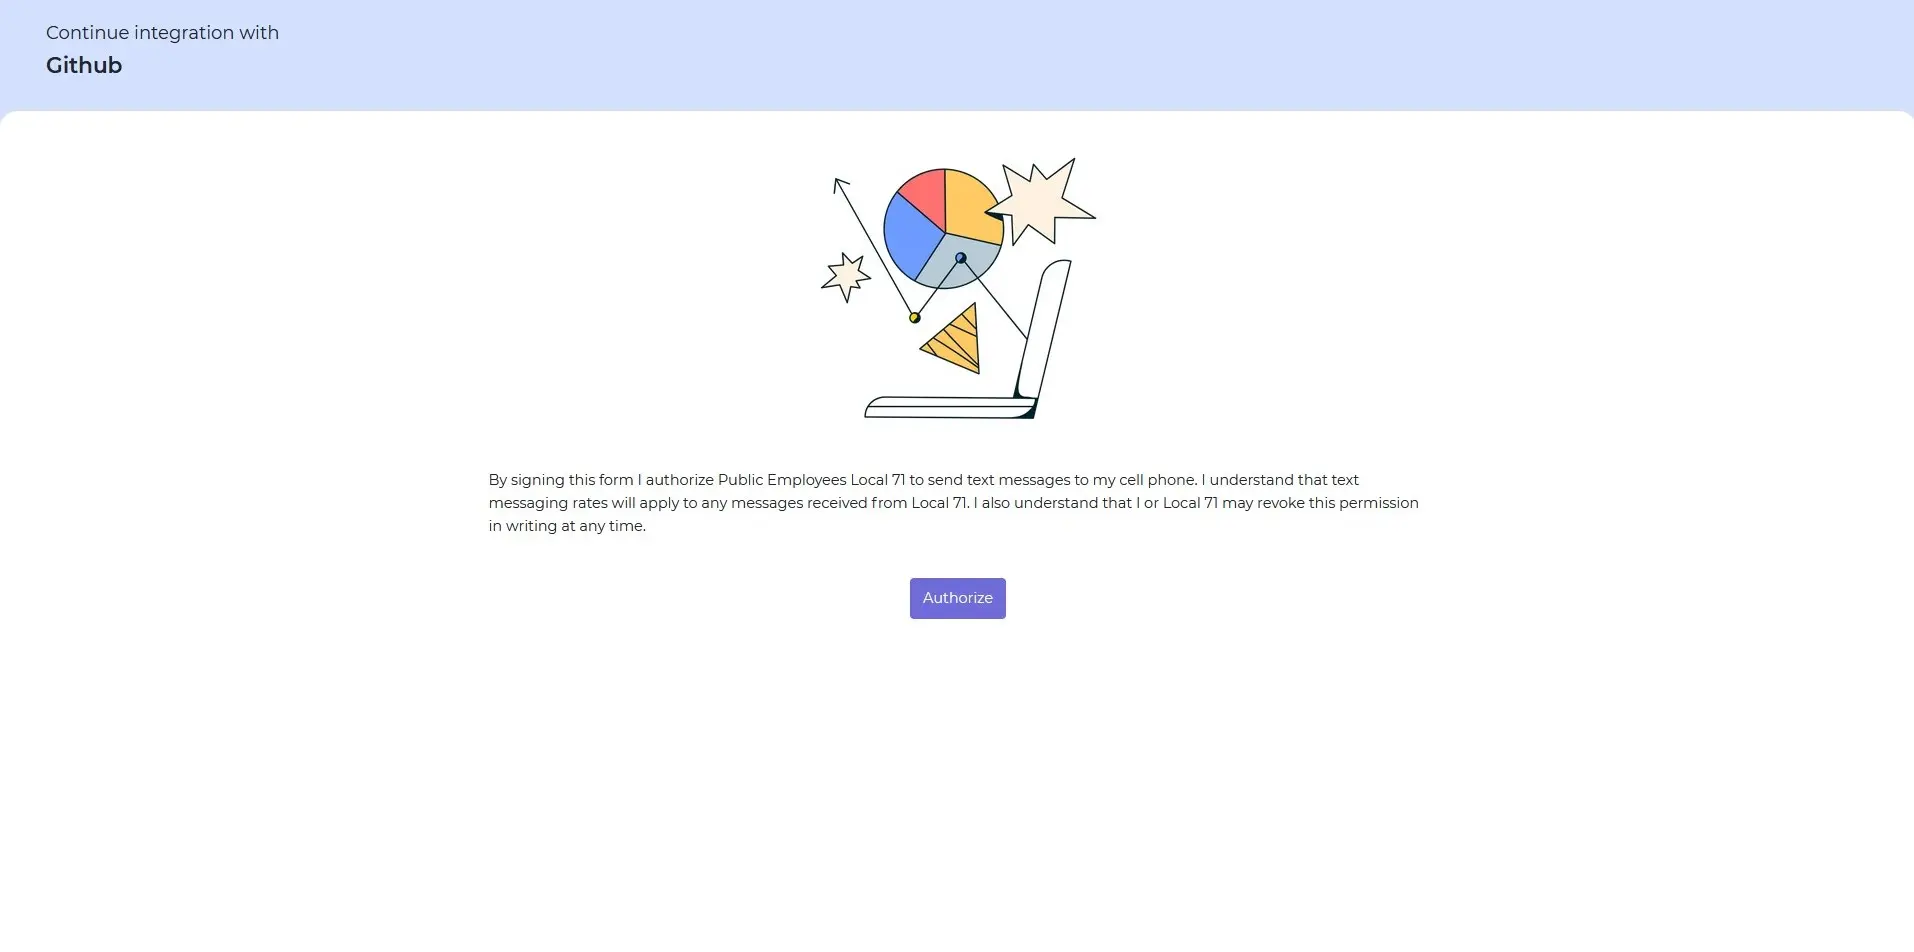 Continue integration with
Github
By signing this form I authorize Public Employees Local 71 to send text messages to my cell phone. I understand that text
messaging rates will apply to any messages received from Local 71. I also understand that I or Local 71 may revoke this permission
in writing at any time.
Authorize